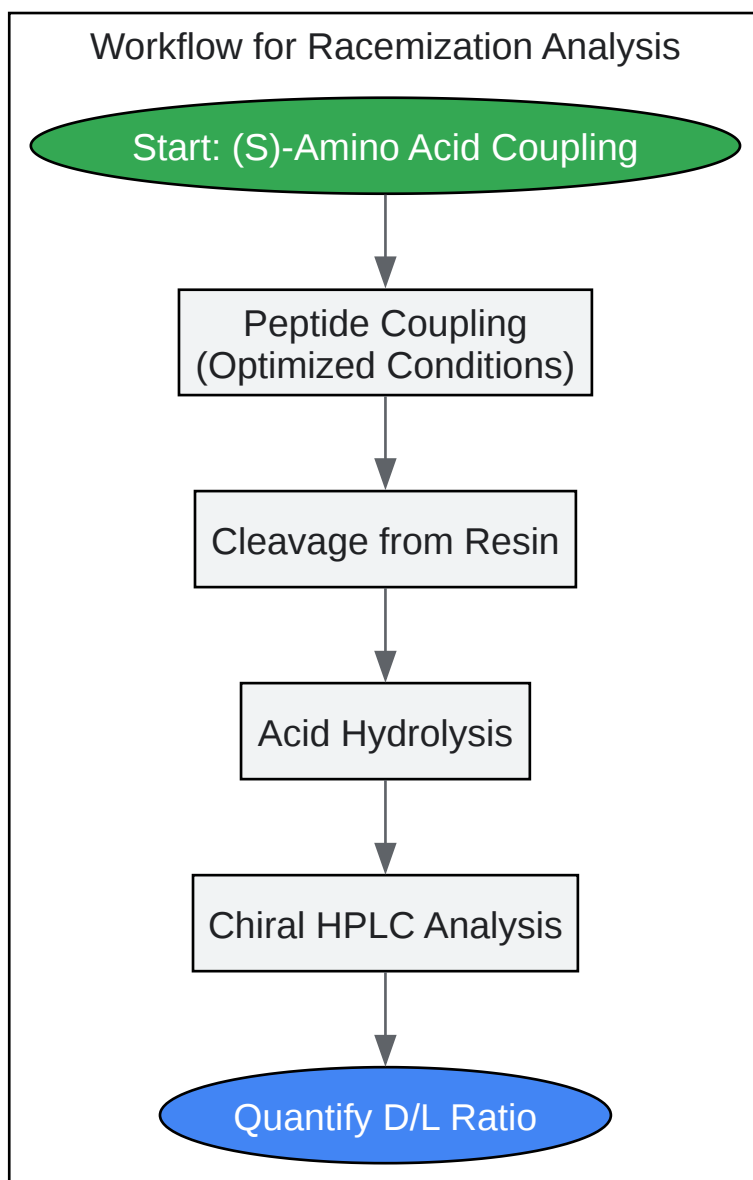 Workflow for Racemization Analysis
Start: (S)-Amino Acid Coupling
Peptide Coupling
(Optimized Conditions)
Cleavage from Resin
Acid Hydrolysis
Chiral HPLC Analysis
Quantify D/L Ratio